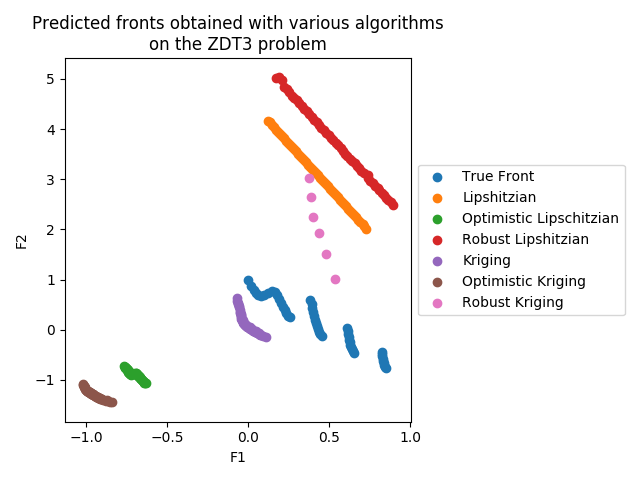 Predicted fronts obtained with various algorithms
on the ZDT3 problem
5
4
3
2
1
0
−1
F2
−1.0
−0.5
0.0
0.5
1.0
F1
True Front
Lipshitzian
Optimistic Lipschitzian
Robust Lipshitzian
Kriging
Optimistic Kriging
Robust Kriging